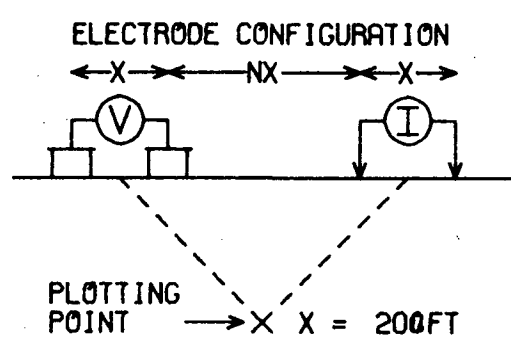 ELECTRODE CONFIGURATION
X NX X
V I
PLOTTING
POINT X X = 200FT